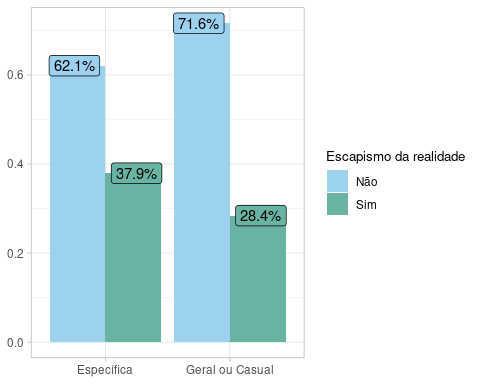 71.6%
62.1%
37.9%
28.4%
0.6
0.4
0.2
0.0
Específica
Geral ou Casual
Escapismo da realidade
Não
Sim